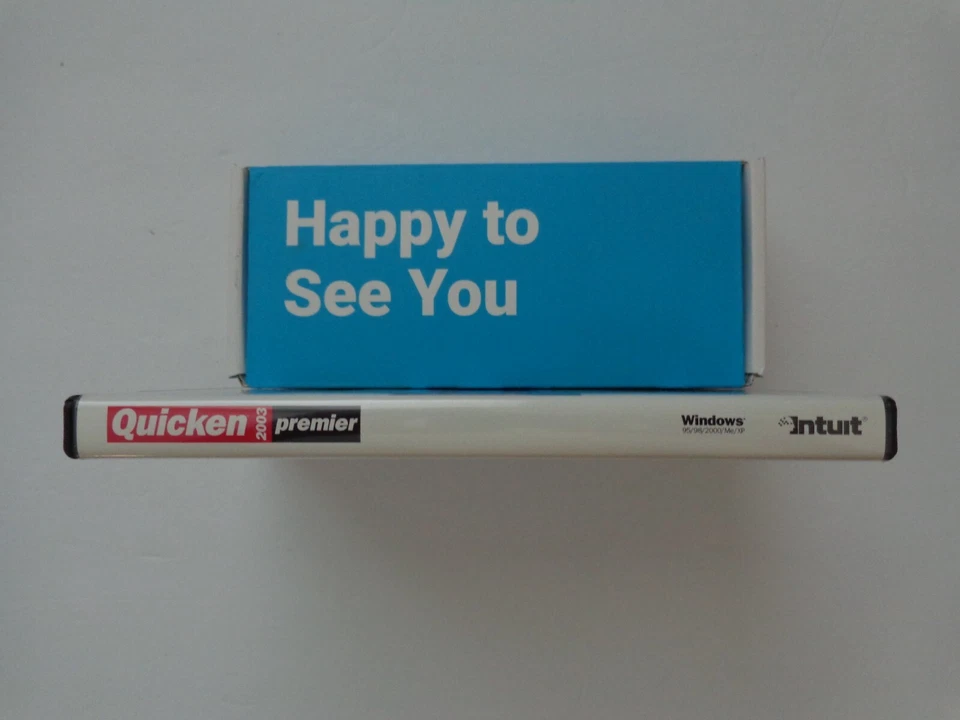 Happy to
See You
Quicken 2003 premier
Windows
95/98/2000/Me/XP
Intuit®